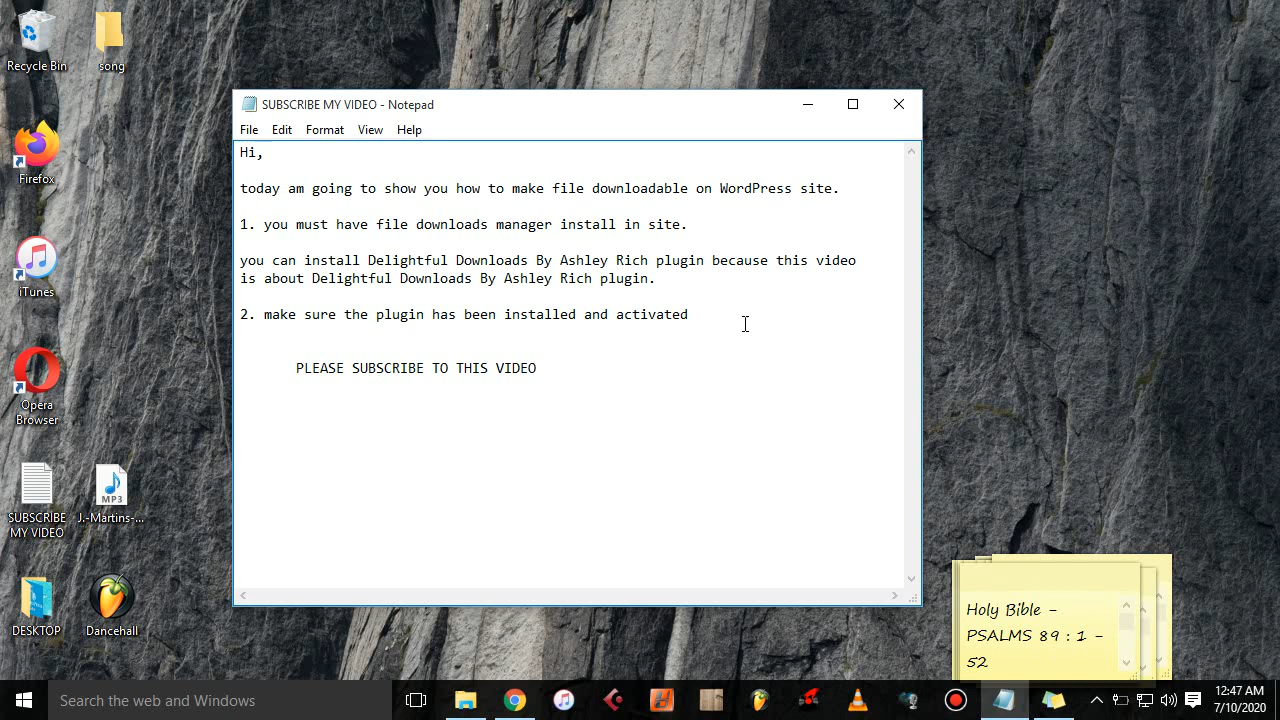 Recycle Bin
song
Firefox
iTunes
Opera
Browser
SUBSCRIBE
MY VIDEO
MP3
J.-Martins-...
DESKTOP
Dancehall
SUBSCRIBE MY VIDEO - Notepad
File Edit Format View Help
Hi,
today am going to show you how to make file downloadable on WordPress site.
1. you must have file downloads manager install in site.
you can install Delightful Downloads By Ashley Rich plugin because this video
is about Delightful Downloads By Ashley Rich plugin.
2. make sure the plugin has been installed and activated
PLEASE SUBSCRIBE TO THIS VIDEO
Holy Bible -
PSALMS 89 : 1 -
52
Search the web and Windows
12:47 AM
7/10/2020